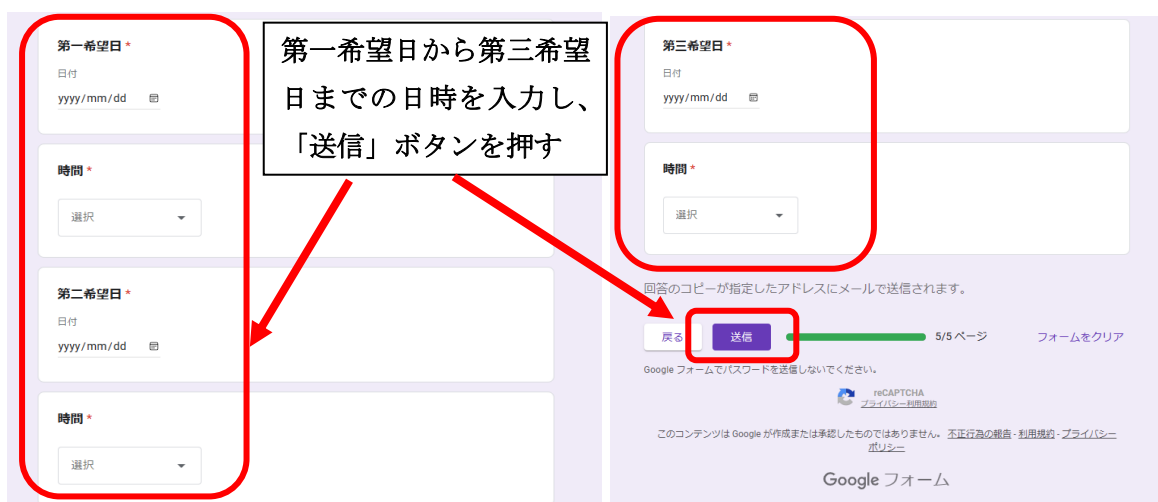 第一希望日 *
日付
yyyy/mm/dd
時間 *
選択
第二希望日 *
日付
yyyy/mm/dd
時間 *
選択
第一希望日から第三希望
日までの日時を入力し、
「送信」ボタンを押す
第三希望日 *
日付
yyyy/mm/dd
時間 *
選択
回答のコピーが指定したアドレスにメールで送信されます。
戻る 送信 5/5 ページ フォームをクリア
Google フォームでパスワードを送信しないでください。
reCAPTCHA
プライバシー利用規約
このコンテンツは Google が作成または承認したものではありません。 不正行為の報告 - 利用規約 - プライバシー
ポリシー
Google フォーム